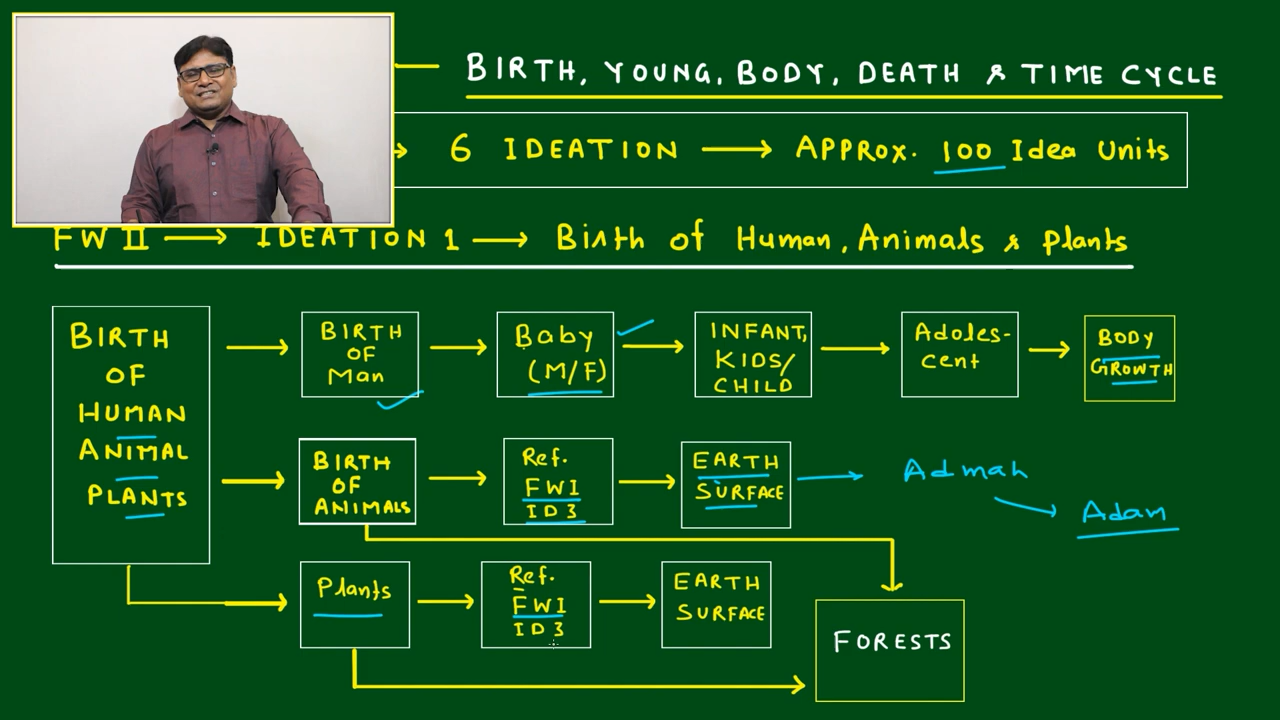 BIRTH, YOUNG, BODY, DEATH & TIME CYCLE
6 IDEATION → APPROX. 100 Idea Units
FW II → IDEATION 1 → Birth of Human, Animals & Plants
BIRTH
OF
HUMAN
ANIMAL
PLANTS
BIRTH
OF
Man
Baby
(M/F)
INFANT,
KIDS/
CHILD
Adoles-
cent
BODY
GROWTH
BIRTH
OF
ANIMALS
Ref.
FWI
ID3
EARTH
SURFACE
Admah
Adam
Plants
Ref.
FWI
ID3
EARTH
SURFACE
FORESTS